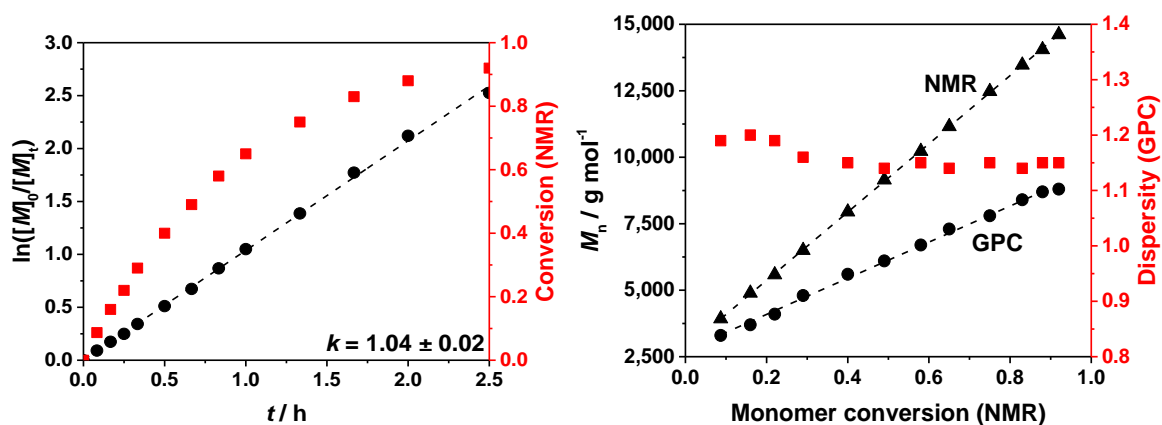 3.0
2.5
2.0
1.5
1.0
0.5
0.0
ln([M]0/[M]t)
0.0 0.5 1.0 1.5 2.0 2.5
t / h
k = 1.04 ± 0.02
1.0
0.8
0.6
0.4
0.2
0.0
Conversion (NMR)
15,000
12,500
10,000
7,500
5,000
2,500
Mn / g mol-1
NMR
GPC
0.0 0.2 0.4 0.6 0.8 1.0
Monomer conversion (NMR)
1.4
1.3
1.2
1.1
1.0
0.9
0.8
Dispersity (GPC)